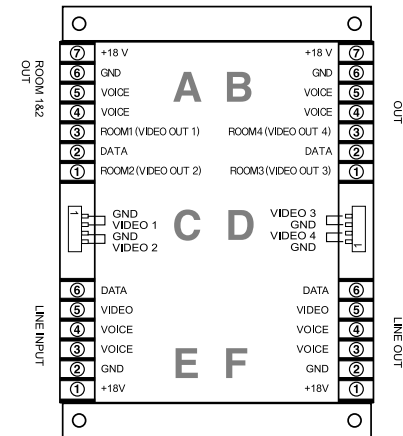 ROOM 1&2
OUT
⑦ +18 V
⑥ GND
⑤ VOICE
④ VOICE
③ ROOM1(VIDEO OUT 1)
② DATA
① ROOM2(VIDEO OUT 2)
A B
+18 V ⑦
GND ⑥
VOICE ⑤
VOICE ④
ROOM4(VIDEO OUT 4) ③
DATA ②
ROOM3(VIDEO OUT 3) ①
OUT
1
GND
VIDEO 1
GND
VIDEO 2
C D
VIDEO 3
GND
VIDEO 4
GND
1
LINE INPUT
⑥ DATA
⑤ VIDEO
④ VOICE
③ VOICE
② GND
① +18V
E F
DATA ⑥
VIDEO ⑤
VOICE ④
VOICE ③
GND ②
+18V ①
LINE OUT